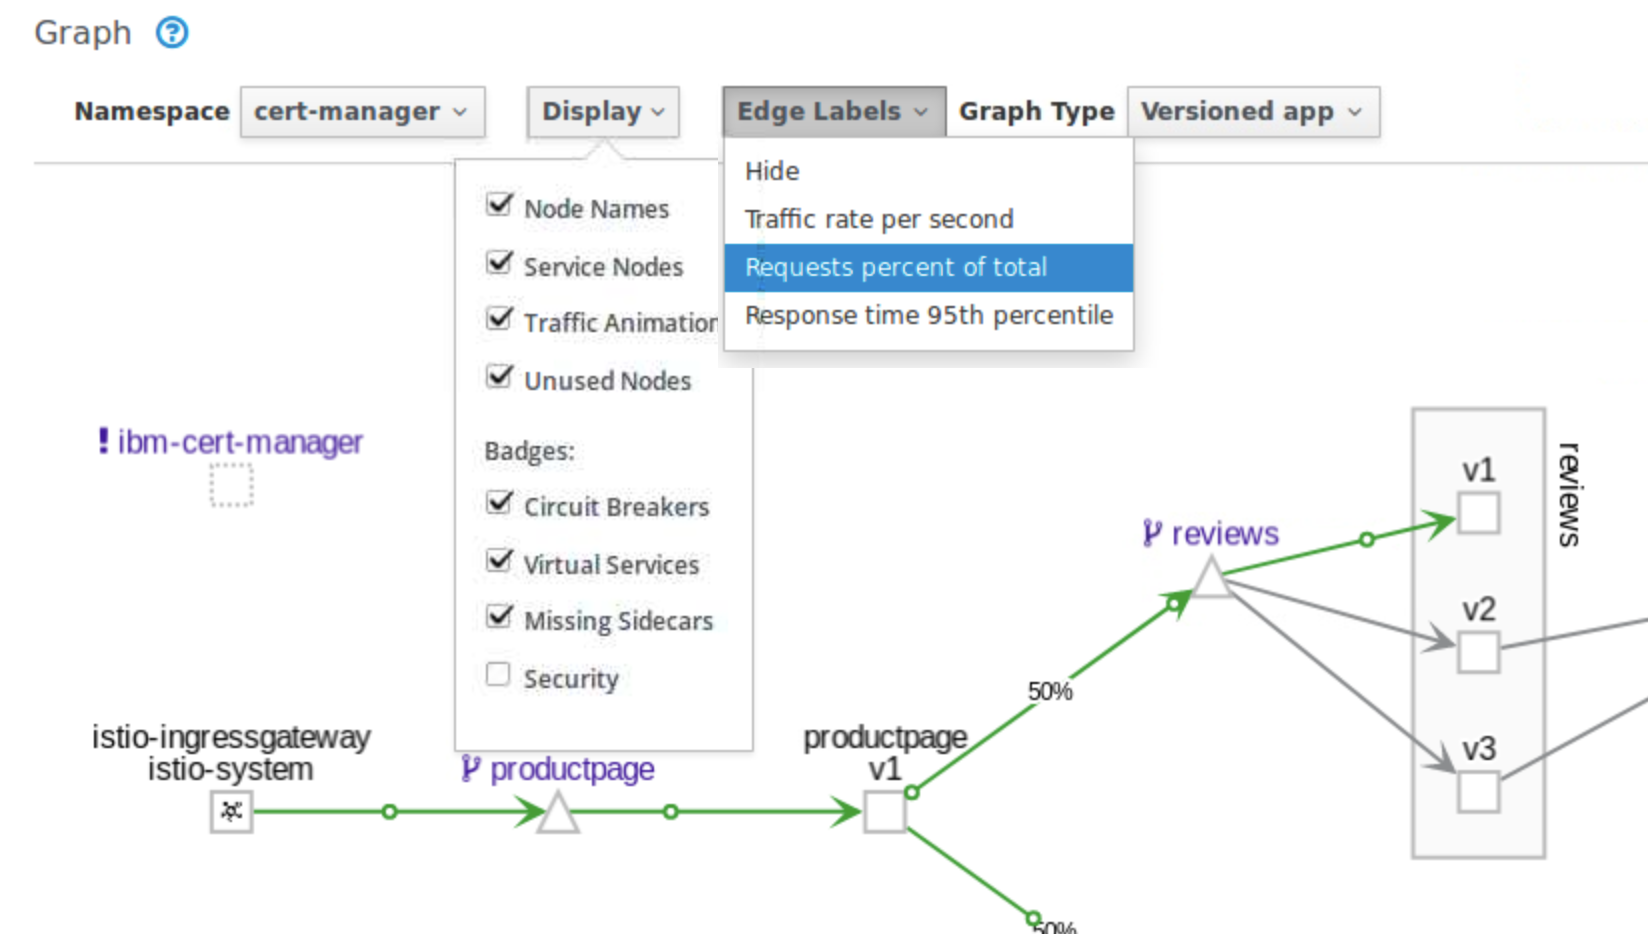 Graph ?
Namespace cert-manager Display Edge Labels Graph Type Versioned app
Hide
Traffic rate per second
Requests percent of total
Response time 95th percentile
Node Names
Service Nodes
Traffic Animation
Unused Nodes
Badges:
Circuit Breakers
Virtual Services
Missing Sidecars
Security
! ibm-cert-manager
istio-ingressgateway
istio-system
productpage
productpage
v1
50%
50%
reviews
v1
v2
v3
reviews